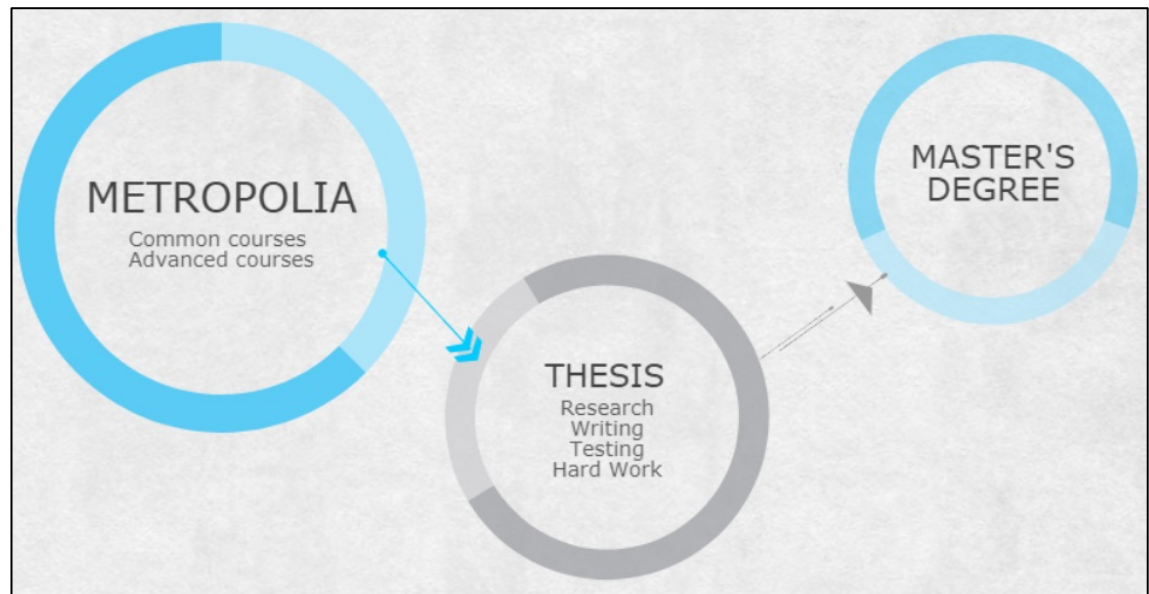 METROPOLIA
Common courses
Advanced courses
THESIS
Research
Writing
Testing
Hard Work
MASTER'S
DEGREE